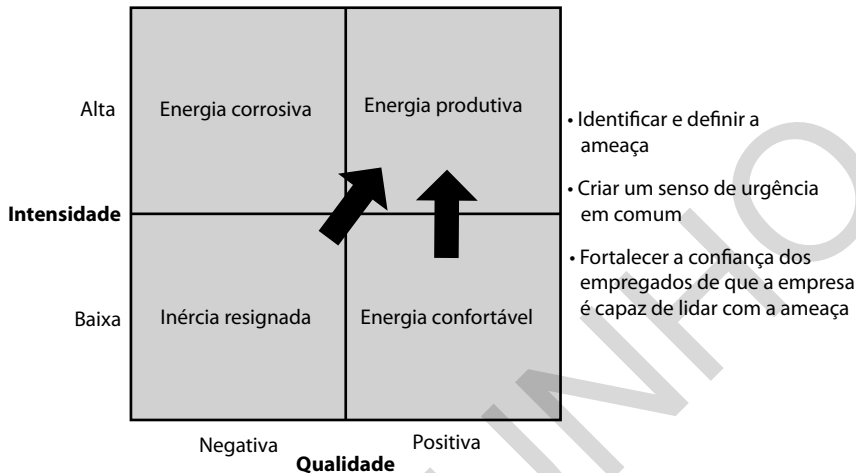 Alta
Energia corrosiva
Energia produtiva
• Identificar e definir a
ameaça
• Criar um senso de urgência
em comum
Intensidade
• Fortalecer a confiança dos
empregados de que a empresa
é capaz de lidar com a ameaça
Baixa
Inércia resignada
Energia confortável
Negativa
Positiva
Qualidade
UNHO